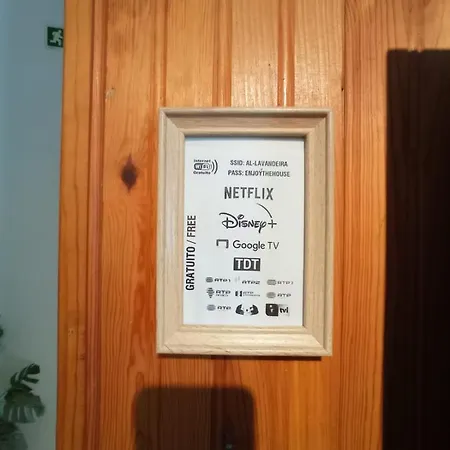 Internet
WiFi
Gratuito
SSID: AL-LAVANDEIRA
PASS: ENJOYTHEHOUSE
GRATUITO / FREE
NETFLIX
Disney+
Google TV
TDT
RTP1
RTP2
RTP3
RTP
RTP
RTP
tvi